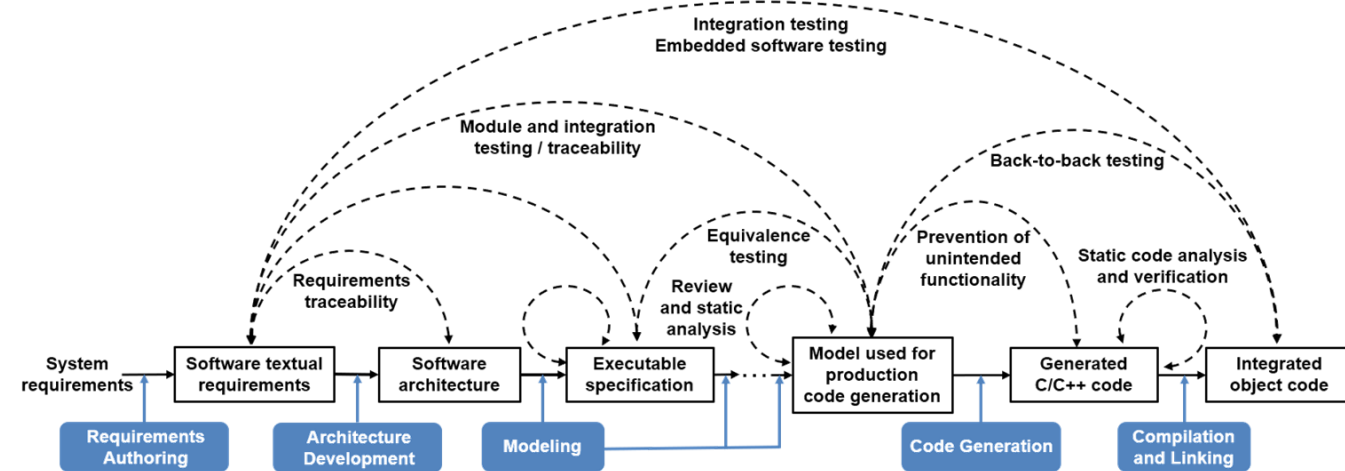 Integration testing
Embedded software testing
Module and integration
testing / traceability
Back-to-back testing
Equivalence
testing
Prevention of
unintended
functionality
Static code analysis
and verification
Requirements
traceability
Review
and static
analysis
System
requirements
Software textual
requirements
Software
architecture
Executable
specification
Model used for
production
code generation
Generated
C/C++ code
Integrated
object code
Requirements
Authoring
Architecture
Development
Modeling
Code Generation
Compilation
and Linking